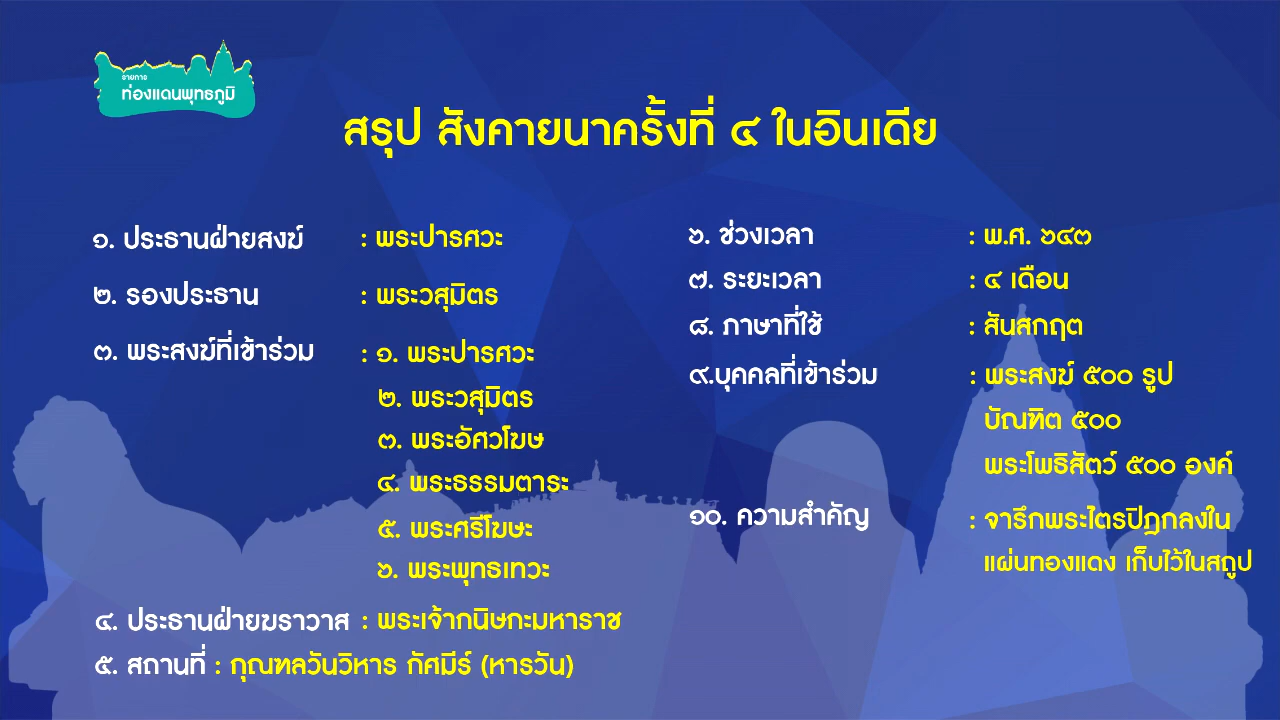 รายการ
ท่องแดนพุทธภูมิ
สรุป สังคายนาครั้งที่ ๔ ในอินเดีย
๑. ประธานฝ่ายสงฆ์ : พระปารศวะ
๒. รองประธาน : พระวสุมิตร
๓. พระสงฆ์ที่เข้าร่วม : ๑. พระปารศวะ
๒. พระวสุมิตร
๓. พระอัศวโฆษ
๔. พระธรรมตาระ
๕. พระศรีโฆษะ
๖. พระพุทธเทวะ
๔. ประธานฝ่ายฆราวาส : พระเจ้ากนิษกะมหาราช
๕. สถานที่ : กุณฑลวันวิหาร กัศมีร์ (หารวัน)
๖. ช่วงเวลา : พ.ศ. ๖๔๓
๗. ระยะเวลา : ๔ เดือน
๘. ภาษาที่ใช้ : สันสกฤต
๙.บุคคลที่เข้าร่วม : พระสงฆ์ ๕๐๐ รูป
บัณฑิต ๕๐๐
พระโพธิสัตว์ ๕๐๐ องค์
๑๐. ความสำคัญ : จารึกพระไตรปิฎกลงใน
แผ่นทองแดง เก็บไว้ในสถูป